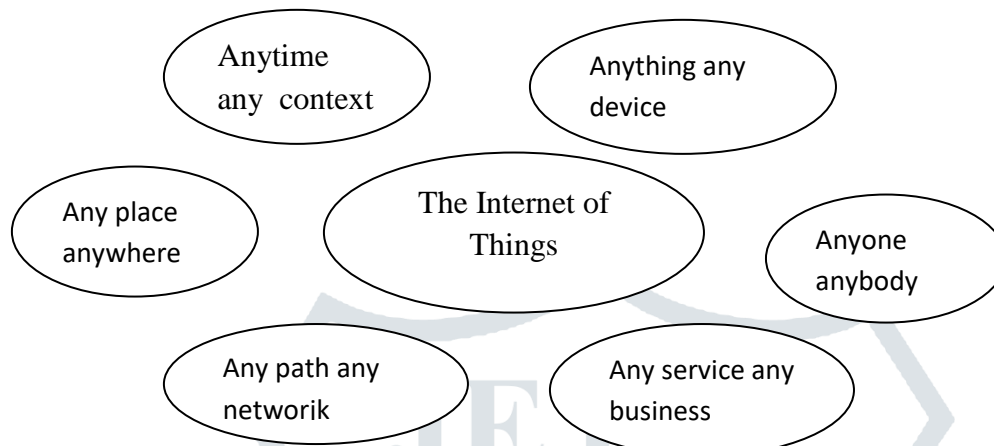 Anytime
any context
Anything any
device
The Internet of
Things
Any place
anywhere
Anyone
anybody
Any path any
networik
Any service any
business